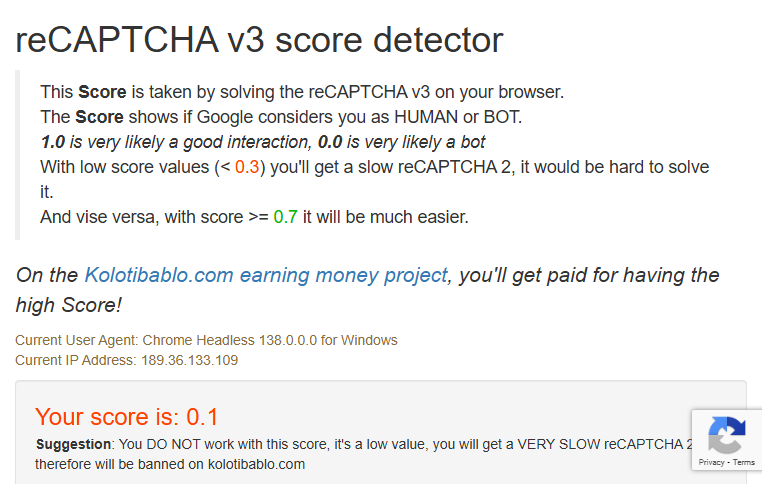 reCAPTCHA v3 score detector
This Score is taken by solving the reCAPTCHA v3 on your browser.
The Score shows if Google considers you as HUMAN or BOT.
1.0 is very likely a good interaction, 0.0 is very likely a bot
With low score values (< 0.3) you'll get a slow reCAPTCHA 2, it would be hard to solve
it.
And vise versa, with score >= 0.7 it will be much easier.
On the Kolotibablo.com earning money project, you'll get paid for having the
high Score!
Current User Agent: Chrome Headless 138.0.0.0 for Windows
Current IP Address: 189.36.133.109
Your score is: 0.1
Suggestion: You DO NOT work with this score, it's a low value, you will get a VERY SLOW reCAPTCHA 2
therefore will be banned on kolotibablo.com
Privacy - Terms